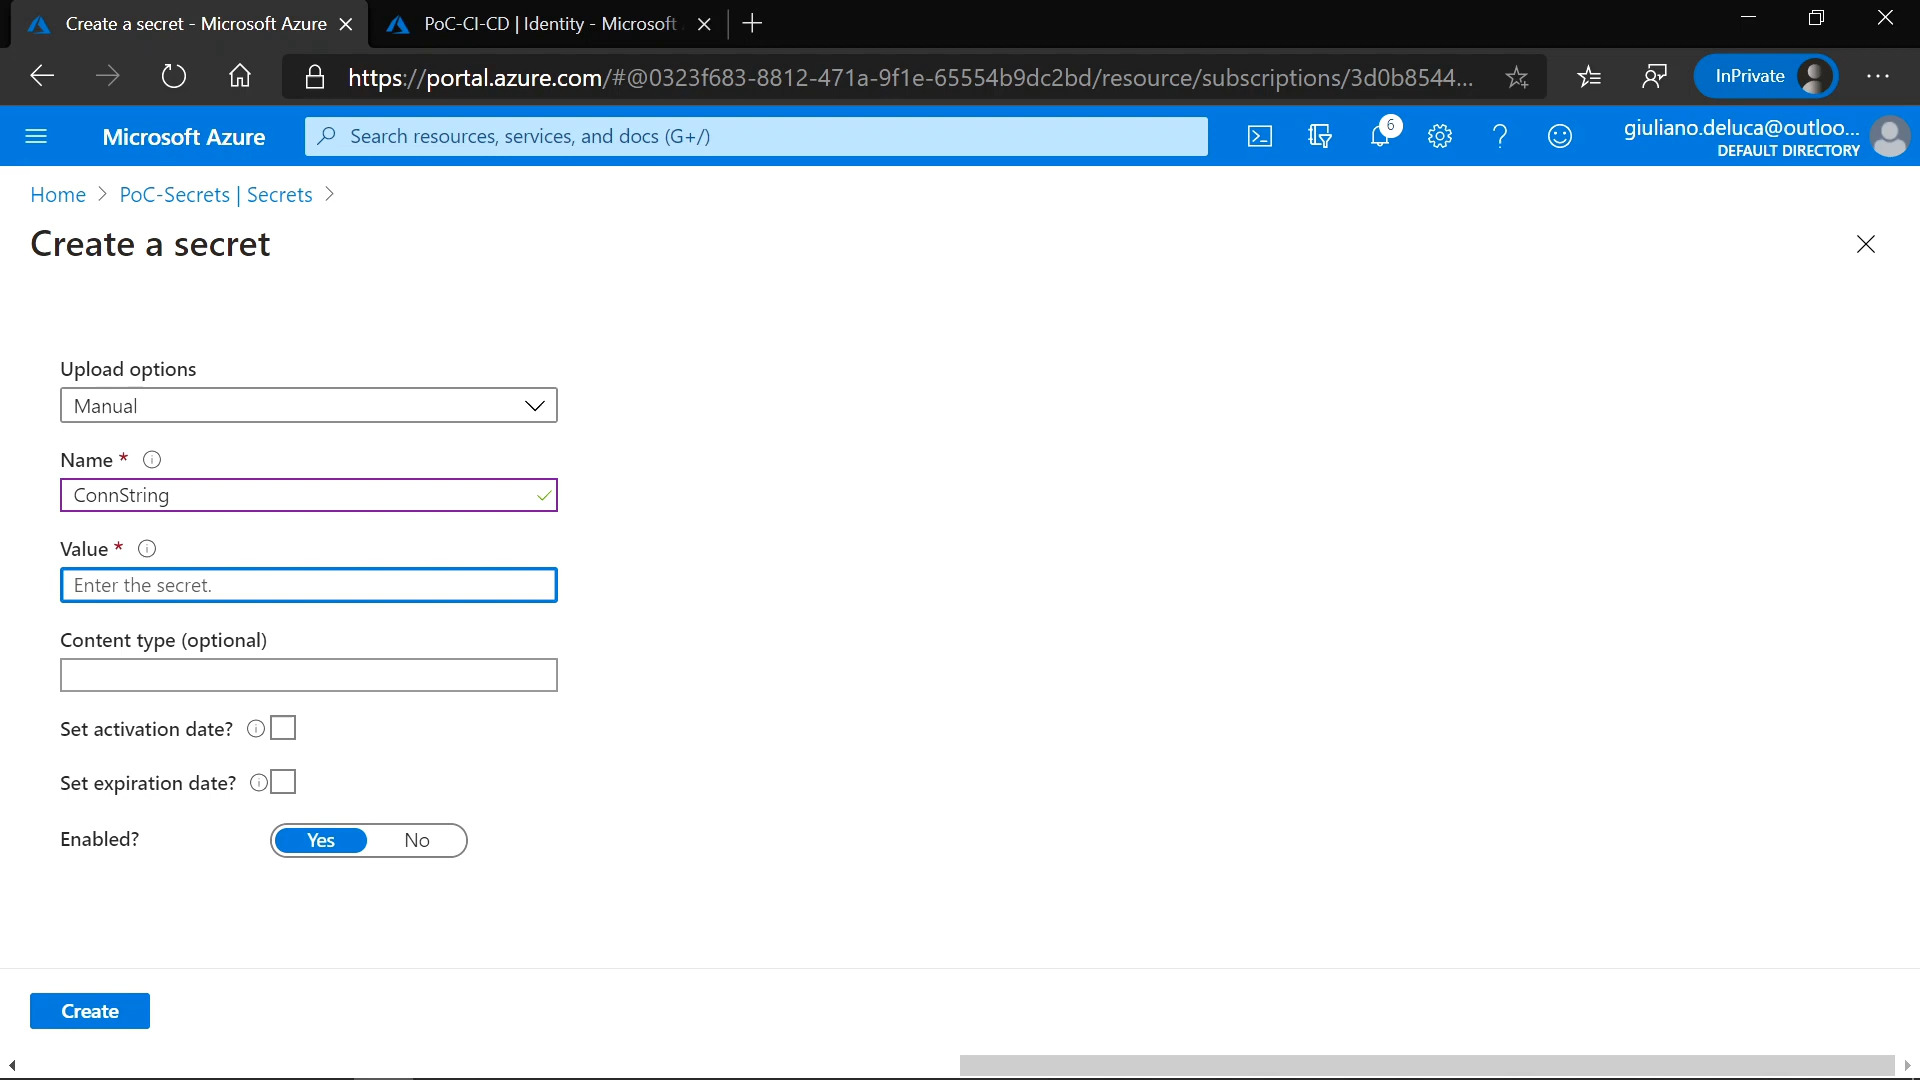 Create a secret - Microsoft Azure
PoC-CI-CD | Identity - Microsoft
https://portal.azure.com/#@0323f683-8812-471a-9f1e-65554b9dc2bd/resource/subscriptions/3d0b8544...
InPrivate
Microsoft Azure
Search resources, services, and docs (G+/)
6
giuliano.deluca@outloo...
DEFAULT DIRECTORY
Home > PoC-Secrets | Secrets >
Create a secret
Upload options
Manual
Name *
ConnString
Value *
Enter the secret.
Content type (optional)
Set activation date?
Set expiration date?
Enabled?
Yes No
Create